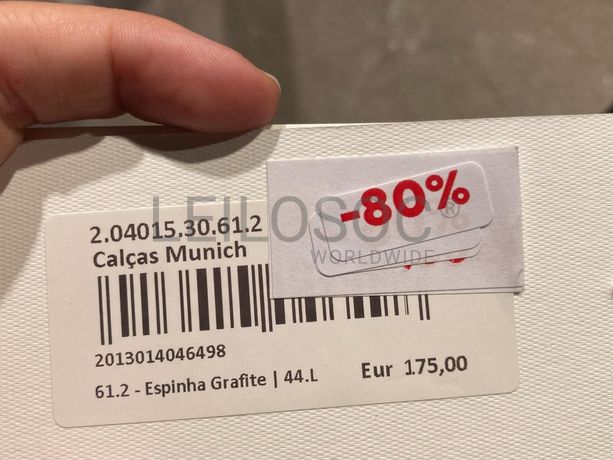 -80%
LEILOSOC®
WORLDWIDE
2.04015.30.61.2
Calças Munich
2013014046498
61.2 - Espinha Grafite | 44.L
Eur 175,00